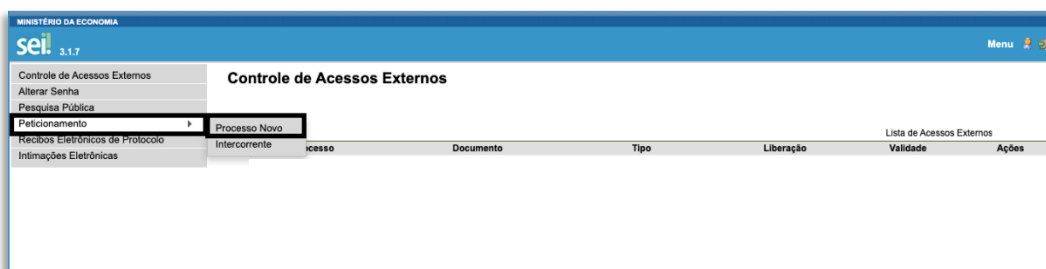 MINISTÉRIO DA ECONOMIA
sei! 3.1.7
Menu
Controle de Acessos Externos
Alterar Senha
Pesquisa Pública
Peticionamento
Recibos Eletrônicos de Protocolo
Intimações Eletrônicas
Processo Novo
Intercorrente
Controle de Acessos Externos
Lista de Acessos Externos
ocesso Documento Tipo Liberação Validade Ações